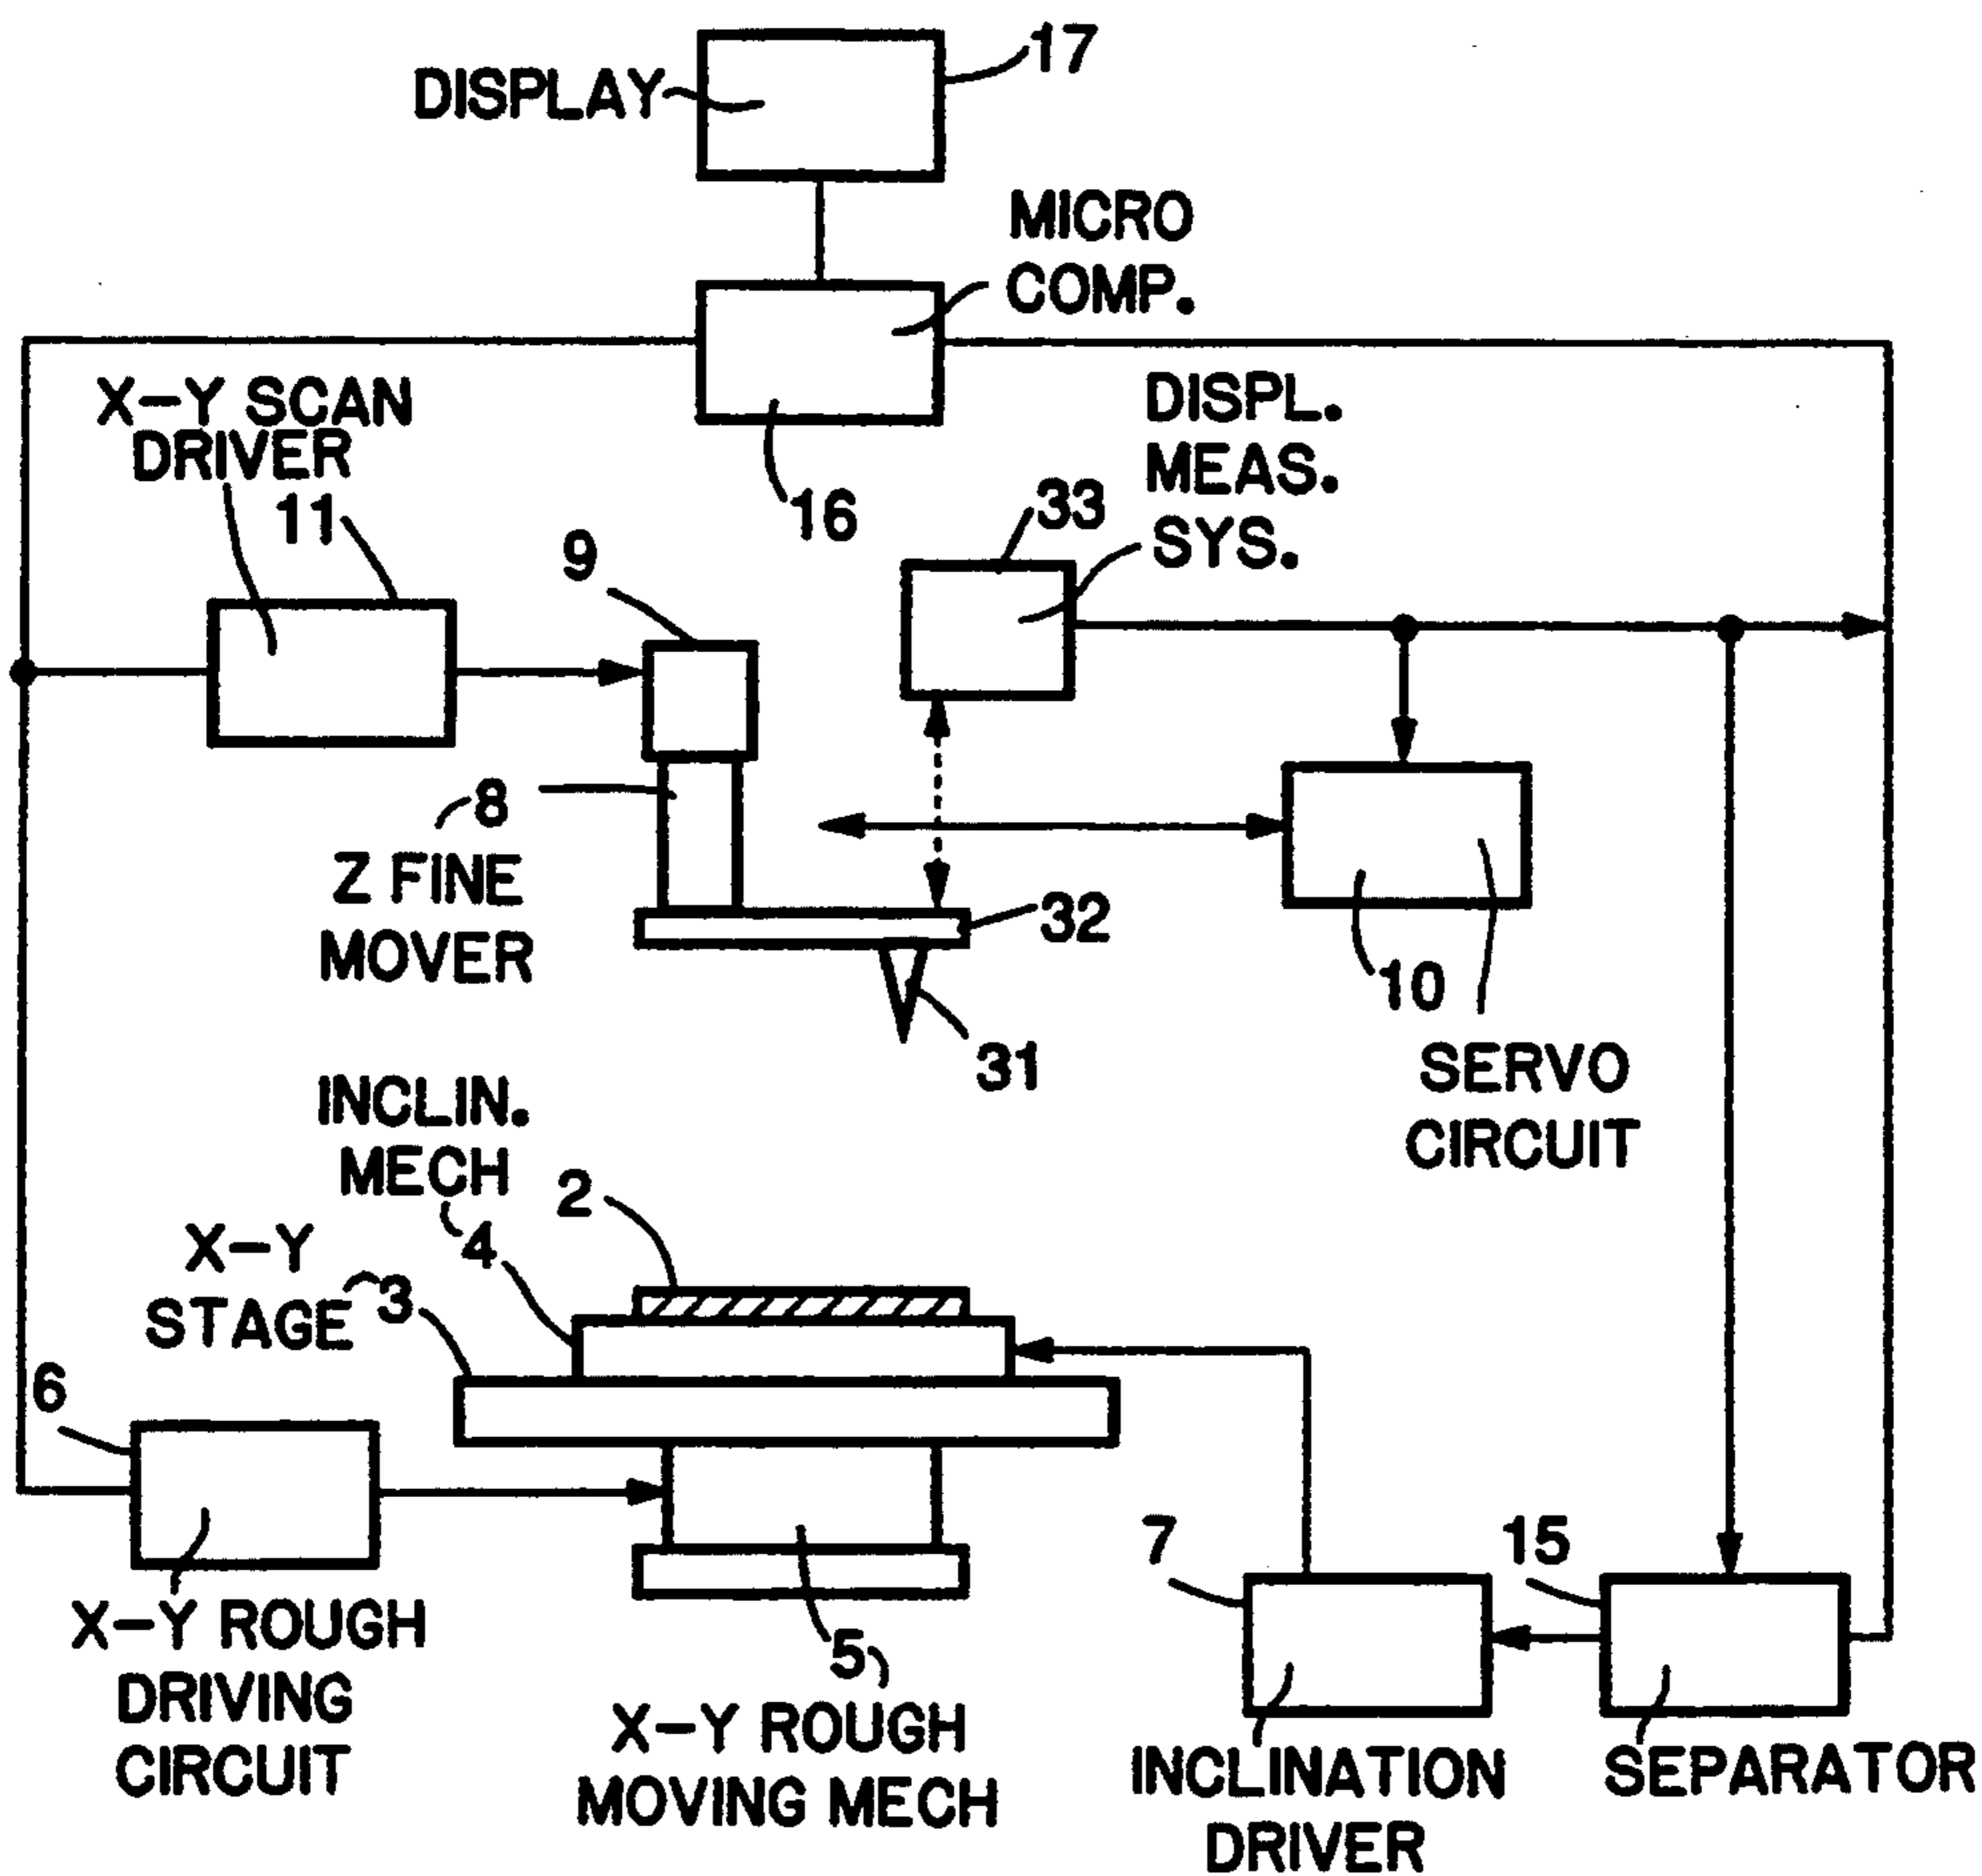 17
DISPLAY
MICRO
COMP.
X-Y SCAN
DRIVER
11
16
DISPL.
MEAS.
SYS.
33
9
8
Z FINE
MOVER
32
31
10
SERVO
CIRCUIT
INCLIN.
MECH
4
2
X-Y
STAGE
3
6
X-Y ROUGH
DRIVING
CIRCUIT
5
X-Y ROUGH
MOVING MECH
7
INCLINATION
DRIVER
15
SEPARATOR